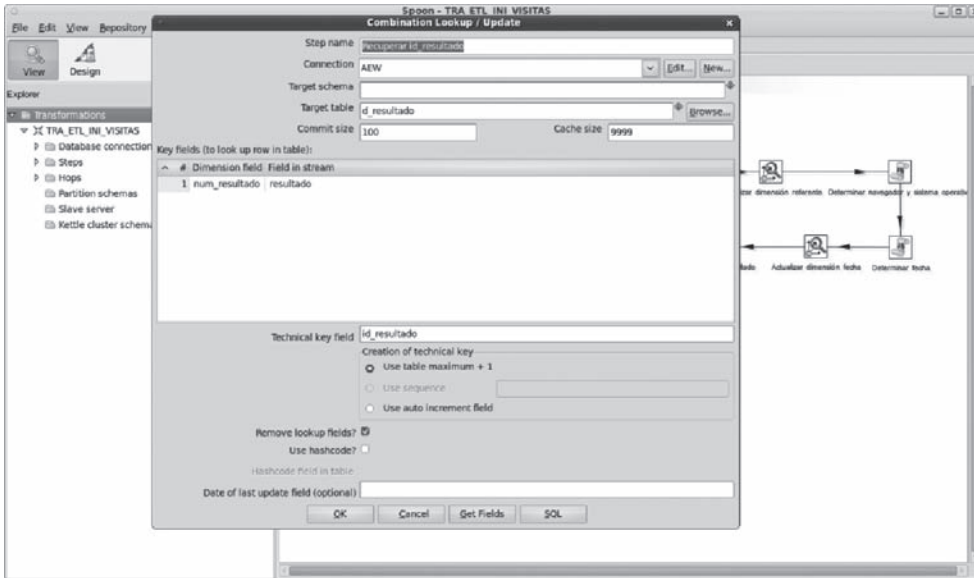 Spoon - TRA_ETL_INI_VISITAS
File Edit View Repository
Combination Lookup / Update
View
Design
Explorer
Transformations
TRA_ETL_INI_VISITAS
Database connection
Steps
Hops
Partition schemas
Slave server
Kettle cluster schema
Step name Recuperar id_resultado
Connection AEW Edit... New...
Target schema
Target table d_resultado Browse...
Commit size 100 Cache size 9999
Key fields (to look up row in table):
# Dimension field Field in stream
1 num_resultado resultado
Technical key field id_resultado
Creation of technical key
Use table maximum + 1
Use sequence
Use auto increment field
Remove lookup fields?
Use hashcode?
Hashcode field in table
Date of last update field (optional)
OK Cancel Get Fields SQL
dimensión referente Determinar navegador y sistema operativ
Actualizar dimensión fecha Determinar fecha